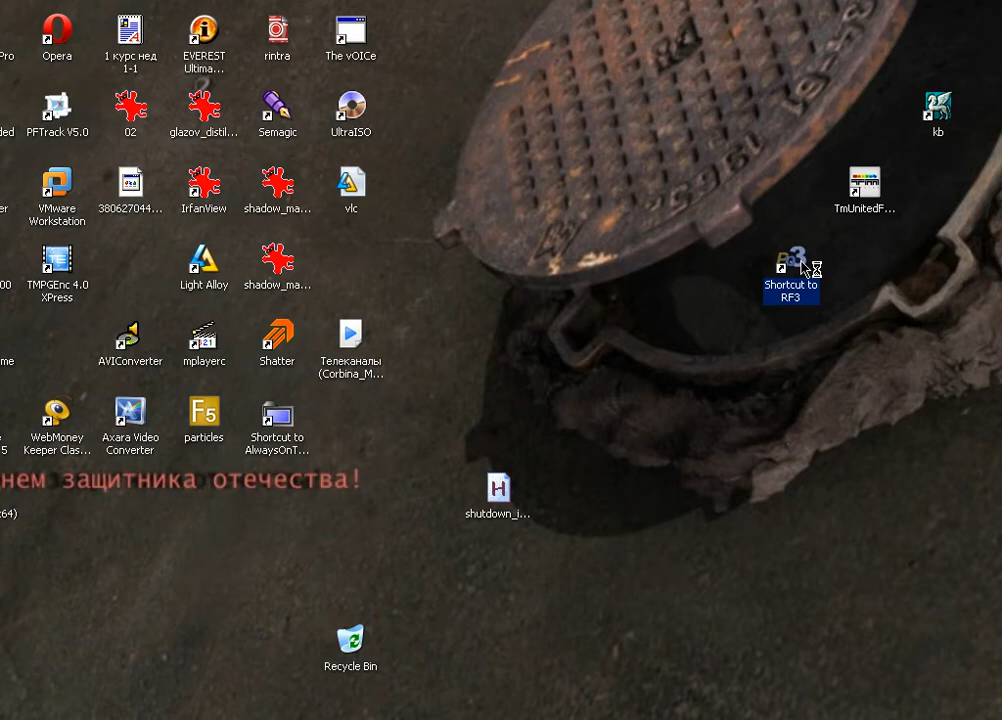 Pro
Opera
1 курс нед
1-1
EVEREST
Ultima...
rintra
The vOICe
ded
PFTrack V5.0
02
glazov_distil...
Semagic
UltraISO
kb
er
VMware
Workstation
380627044...
IrfanView
shadow_ma...
vlc
TmUnitedF...
00
TMPGEnc 4.0
XPress
Light Alloy
shadow_ma...
Shortcut to
RF3
me
AVIConverter
mplayerc
Shatter
Телеканалы
(Corbina_M...
5
WebMoney
Keeper Clas...
Axara Video
Converter
F5
particles
Shortcut to
AlwaysOnT...
нем защитника отечества!
x64)
shutdown_i...
Recycle Bin